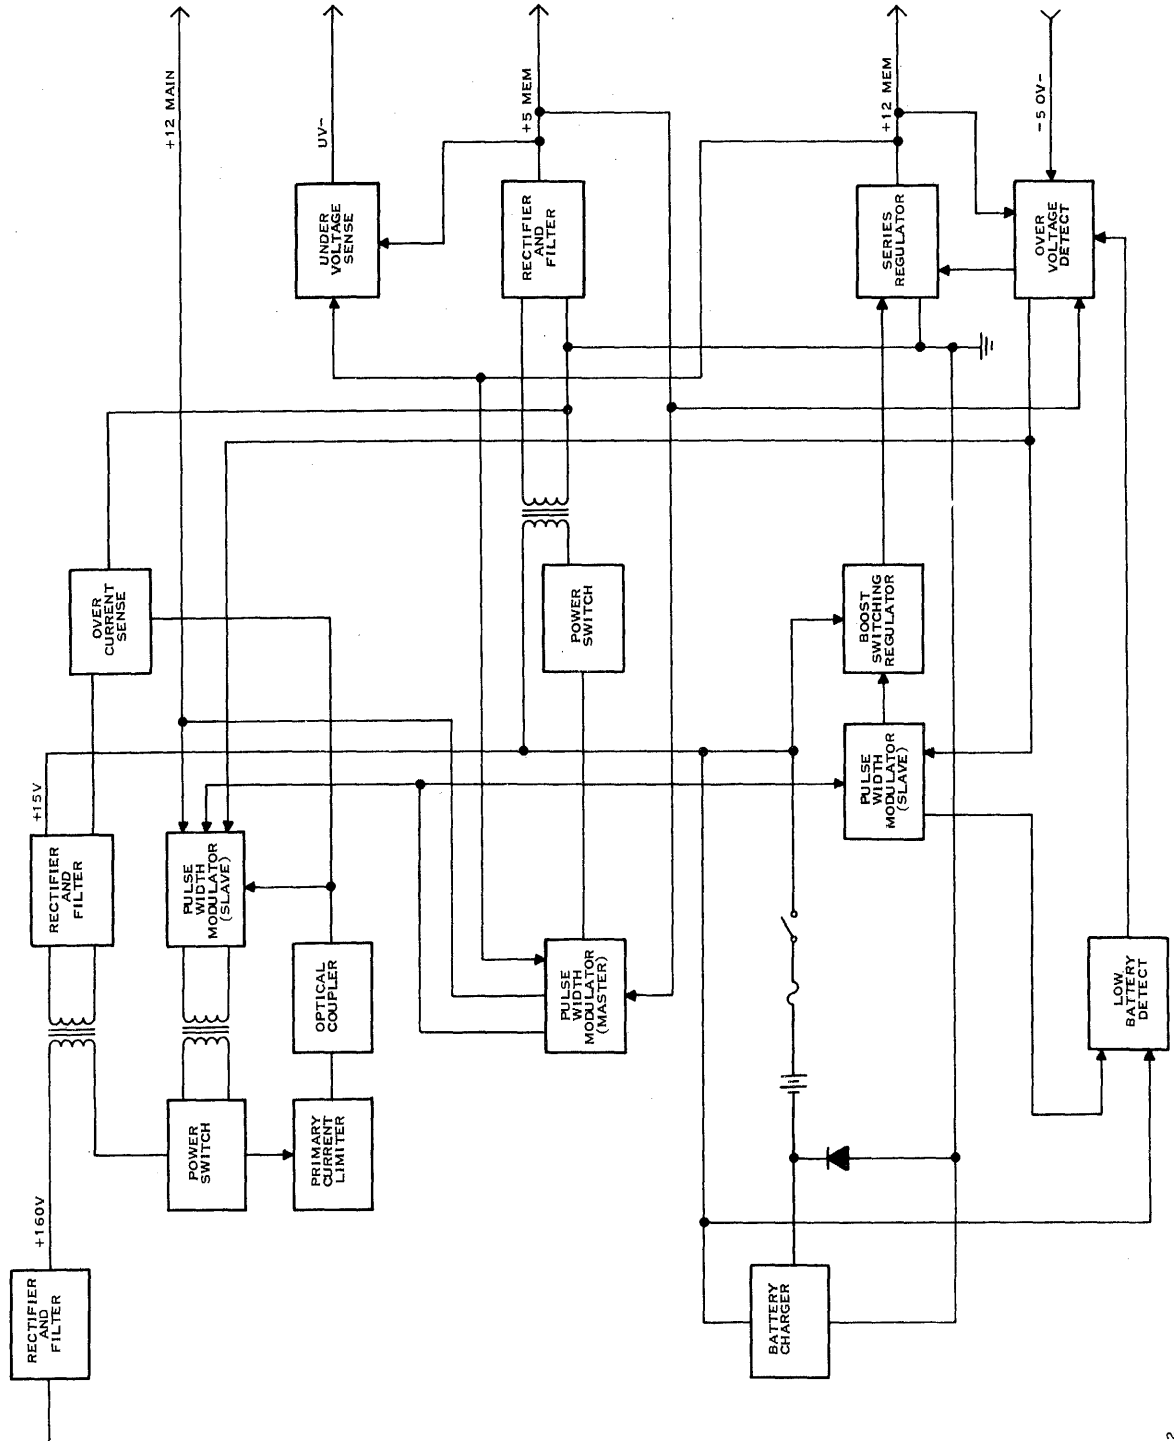 +12 MAIN
UV-
+5 MEM
+12 MEM
-5 OV-
UNDER
VOLTAGE
SENSE
RECTIFIER
AND
FILTER
SERIES
REGULATOR
OVER
VOLTAGE
DETECT
OVER
CURRENT
SENSE
POWER
SWITCH
BOOST
SWITCHING
REGULATOR
+15V
RECTIFIER
AND
FILTER
PULSE
WIDTH
MODULATOR
(SLAVE)
PULSE
WIDTH
MODULATOR
(SLAVE)
OPTICAL
COUPLER
PULSE
WIDTH
MODULATOR
(MASTER)
LOW
BATTERY
DETECT
POWER
SWITCH
PRIMARY
CURRENT
LIMITER
+160V
RECTIFIER
AND
FILTER
BATTERY
CHARGER
2